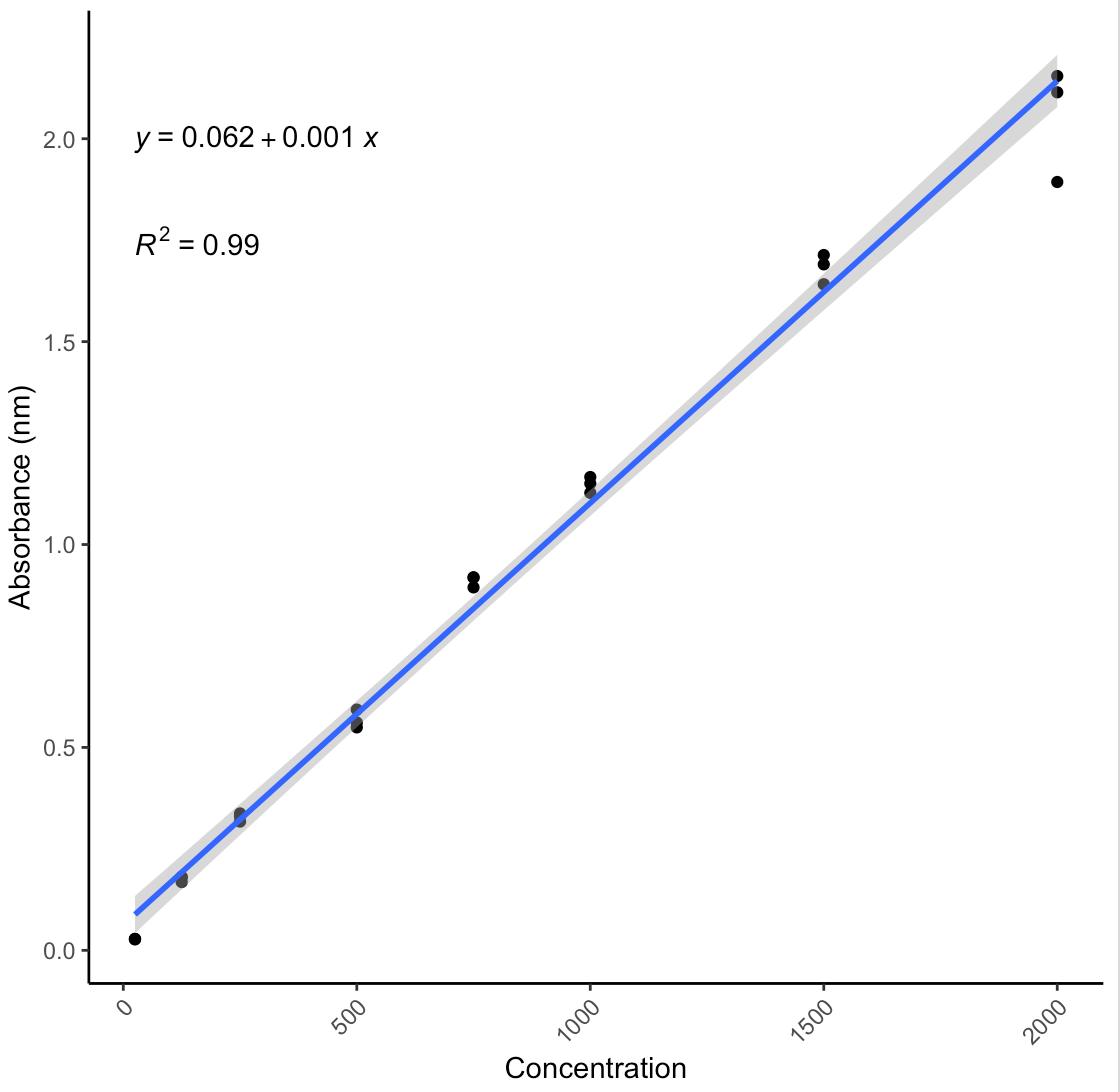 y = 0.062 + 0.001 x
R² = 0.99
2.0
1.5
1.0
0.5
0.0
Absorbance (nm)
0
500
1000
1500
2000
Concentration